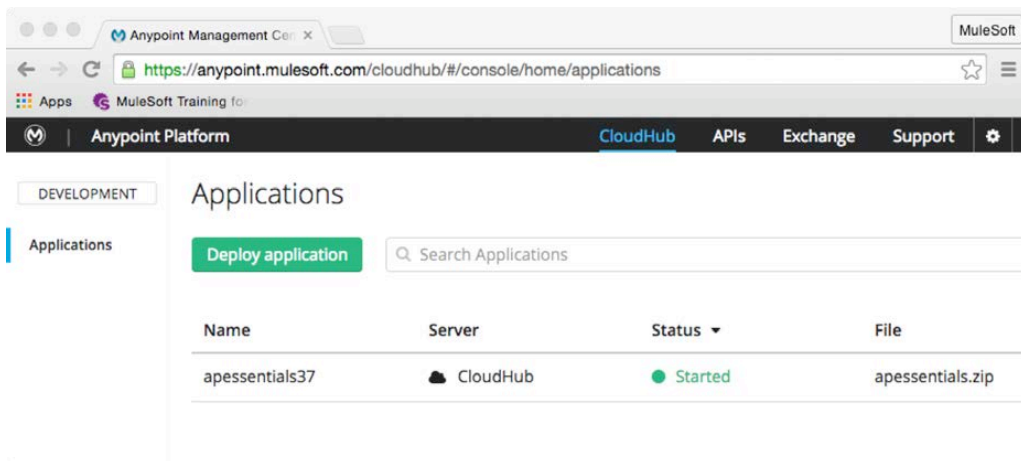 Anypoint Management Cen
MuleSoft
https://anypoint.mulesoft.com/cloudhub/#/console/home/applications
Apps MuleSoft Training fo
Anypoint Platform CloudHub APIs Exchange Support
DEVELOPMENT
Applications
Applications
Deploy application Search Applications
Name Server Status File
apessentials37 CloudHub Started apessentials.zip